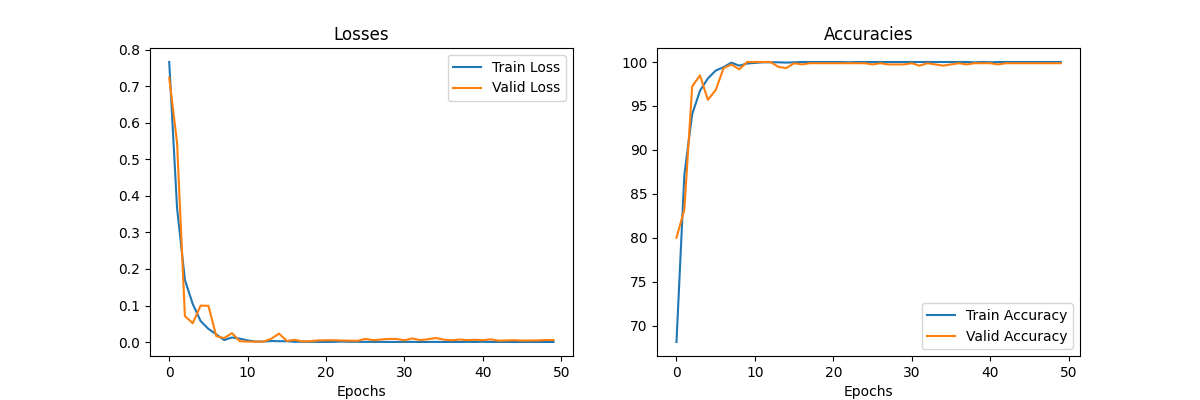 Losses
0.8
0.7
0.6
0.5
0.4
0.3
0.2
0.1
0.0
0 10 20 30 40 50
Epochs
Train Loss
Valid Loss
Accuracies
100
95
90
85
80
75
70
0 10 20 30 40 50
Epochs
Train Accuracy
Valid Accuracy